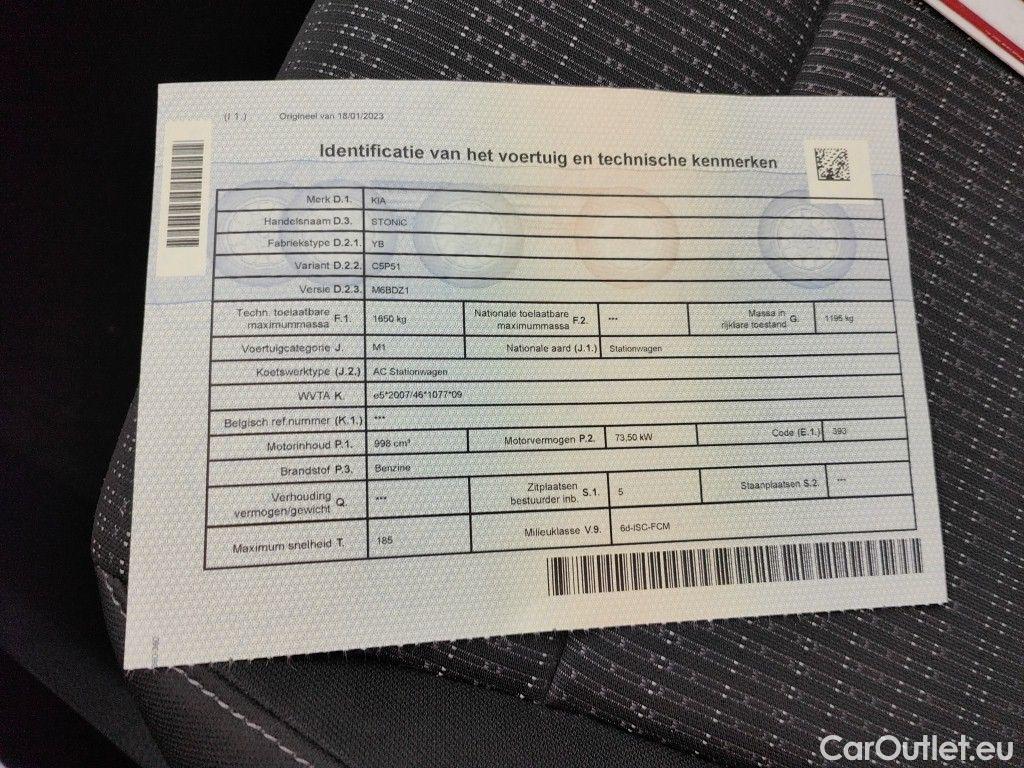 (I 1.) Origineel van 18/01/2023
Identificatie van het voertuig en technische kenmerken
Merk D.1. KIA
Handelsnaam D.3. STONIC
Fabriekstype D.2.1. YB
Variant D.2.2. C5P51
Versie D.2.3. M6BDZ1
Techn. toelaatbare maximummassa F.1. 1650 kg Nationale toelaatbare maximummassa F.2. *** Massa in rijklare toestand G. 1195 kg
Voertuigcategorie J. M1 Nationale aard (J.1.) Stationwagen
Koetswerktype (J.2.) AC Stationwagen
WVTA K. e5*2007/46*1077*09
Belgisch ref.nummer (K.1.) ***
Motorinhoud P.1. 998 cm³ Motorvermogen P.2. 73,50 kW Code (E.1.) 393
Brandstof P.3. Benzine
Verhouding vermogen/gewicht Q. *** Zitplaatsen bestuurder inb. S.1. 5 Staanplaatsen S.2. ***
Maximum snelheid T. 185 Milieuklasse V.9. 6d-ISC-FCM
CarOutlet.eu